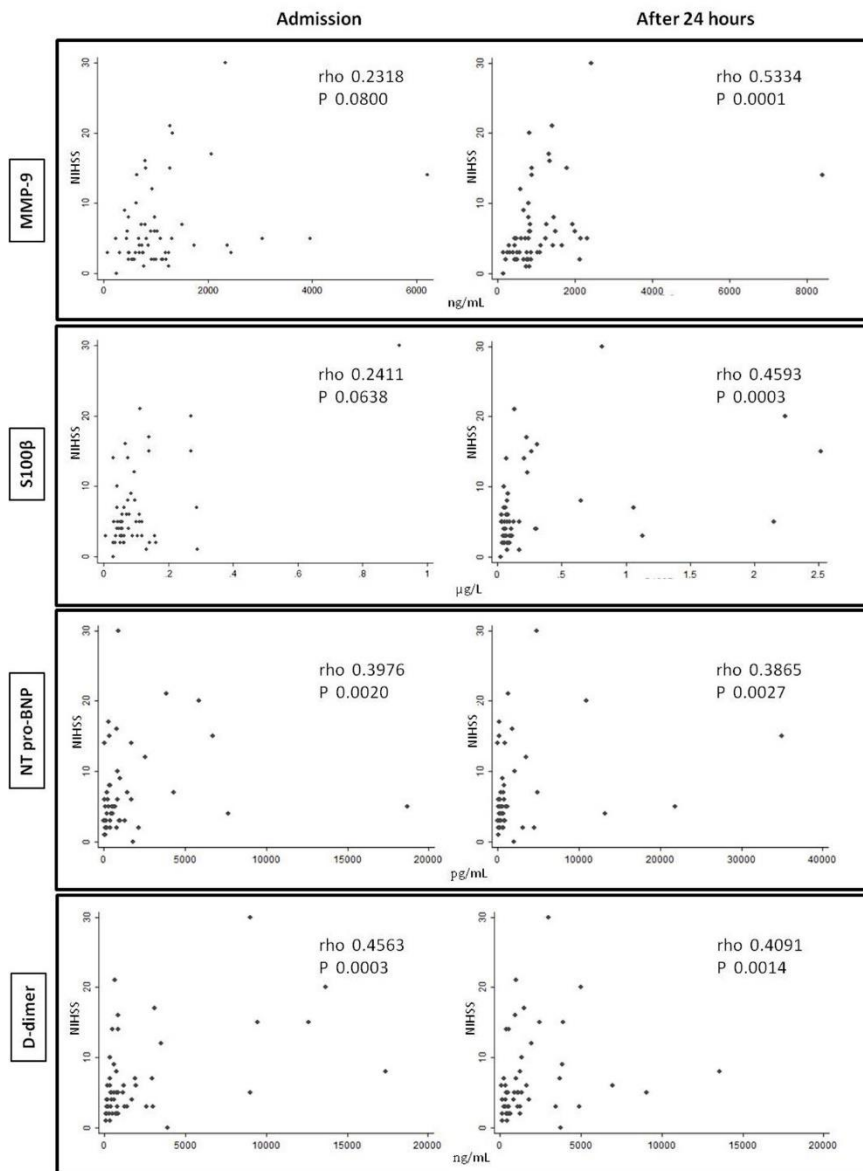 Admission After 24 hours
MMP-9
NIHSS
30
20
10
0
rho 0.2318
P 0.0800
0 2000 4000 6000
NIHSS
30
20
10
0
rho 0.5334
P 0.0001
0 2000 4000 6000 8000
ng/mL
S100β
NIHSS
30
20
10
0
rho 0.2411
P 0.0638
0 .2 .4 .6 .8 1
NIHSS
30
20
10
0
rho 0.4593
P 0.0003
0 .5 1 1.5 2 2.5
µg/L
NT pro-BNP
NIHSS
30
20
10
0
rho 0.3976
P 0.0020
0 5000 10000 15000 20000
NIHSS
30
20
10
0
rho 0.3865
P 0.0027
0 10000 20000 30000 40000
pg/mL
D-dimer
NIHSS
30
20
10
0
rho 0.4563
P 0.0003
0 5000 10000 15000 20000
NIHSS
30
20
10
0
rho 0.4091
P 0.0014
0 5000 10000 15000 20000
ng/mL